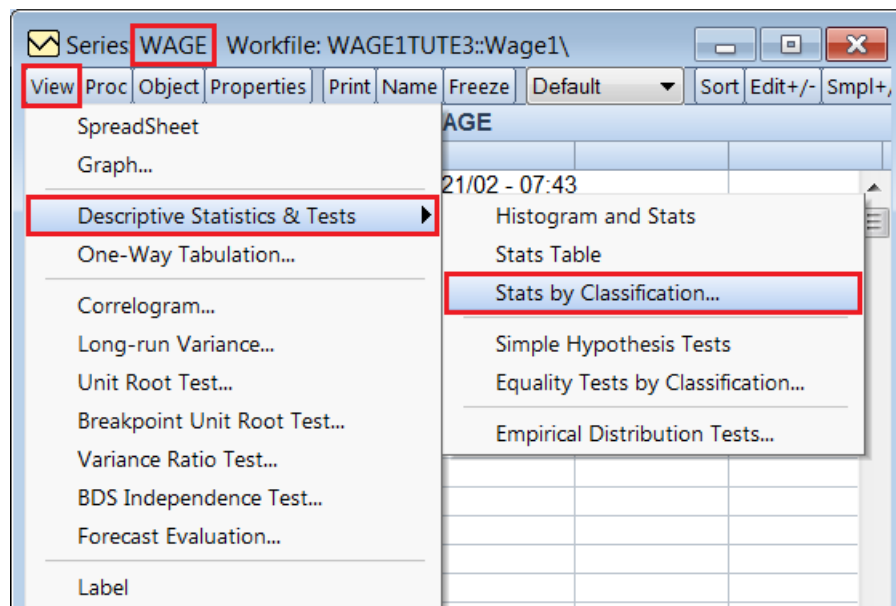 Series: WAGE Workfile: WAGE1TUTE3::Wage1\
View Proc Object Properties Print Name Freeze Default Sort Edit+/- Smpl+/
SpreadSheet
Graph...
Descriptive Statistics & Tests
One-Way Tabulation...
Correlogram...
Long-run Variance...
Unit Root Test...
Breakpoint Unit Root Test...
Variance Ratio Test...
BDS Independence Test...
Forecast Evaluation...
Label
AGE
21/02 - 07:43
Histogram and Stats
Stats Table
Stats by Classification...
Simple Hypothesis Tests
Equality Tests by Classification...
Empirical Distribution Tests...